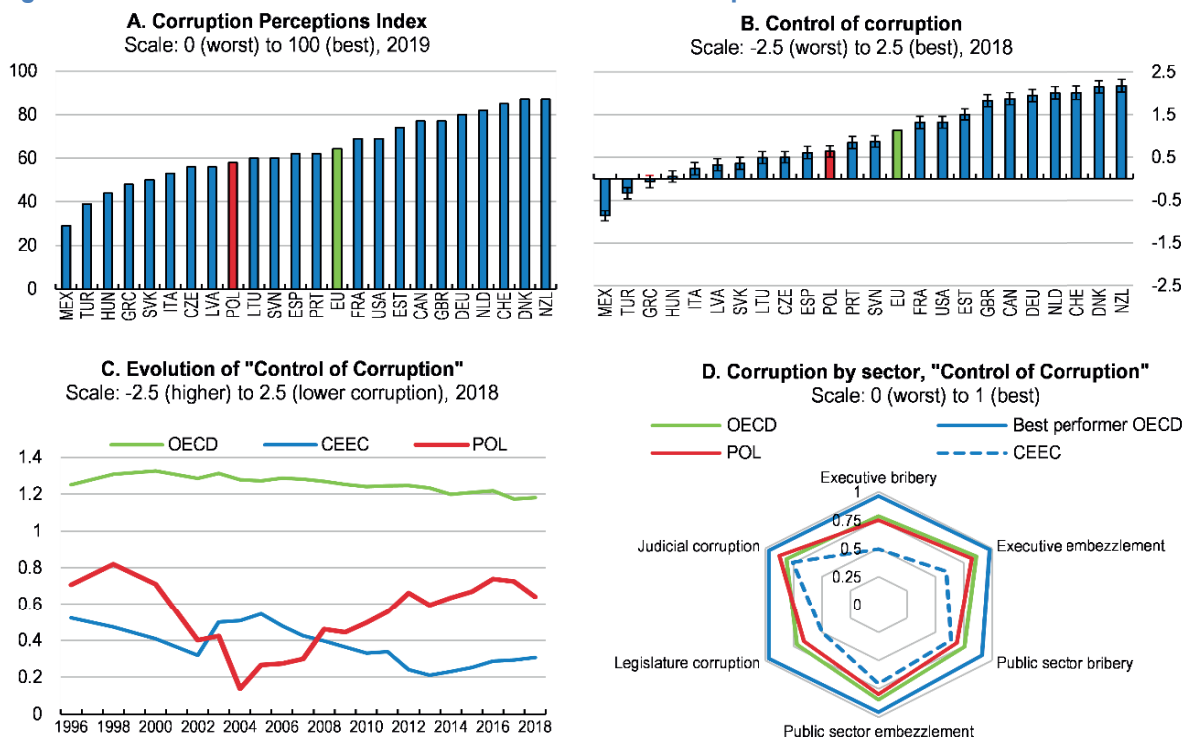 A. Corruption Perceptions Index
Scale: 0 (worst) to 100 (best), 2019
100
80
60
40
20
0
MEX TUR HUN GRC SVK ITA CZE LVA POL LTU SVN ESP PRT EU FRA USA EST CAN GBR DEU NLD CHE DNK NZL
B. Control of corruption
Scale: -2.5 (worst) to 2.5 (best), 2018
2.5
1.5
0.5
-0.5
-1.5
-2.5
MEX TUR GRC HUN ITA LVA SVK LTU CZE ESP POL PRT SVN EU FRA USA EST GBR CAN DEU NLD CHE DNK NZL
C. Evolution of "Control of Corruption"
Scale: -2.5 (higher) to 2.5 (lower corruption), 2018
OECD CEEC POL
1.4
1.2
1
0.8
0.6
0.4
0.2
0
1996 1998 2000 2002 2004 2006 2008 2010 2012 2014 2016 2018
D. Corruption by sector, "Control of Corruption"
Scale: 0 (worst) to 1 (best)
OECD Best performer OECD
POL CEEC
Executive bribery
1
0.75
Judicial corruption Executive embezzlement
0.5
0.25
0
Legislature corruption Public sector bribery
Public sector embezzlement